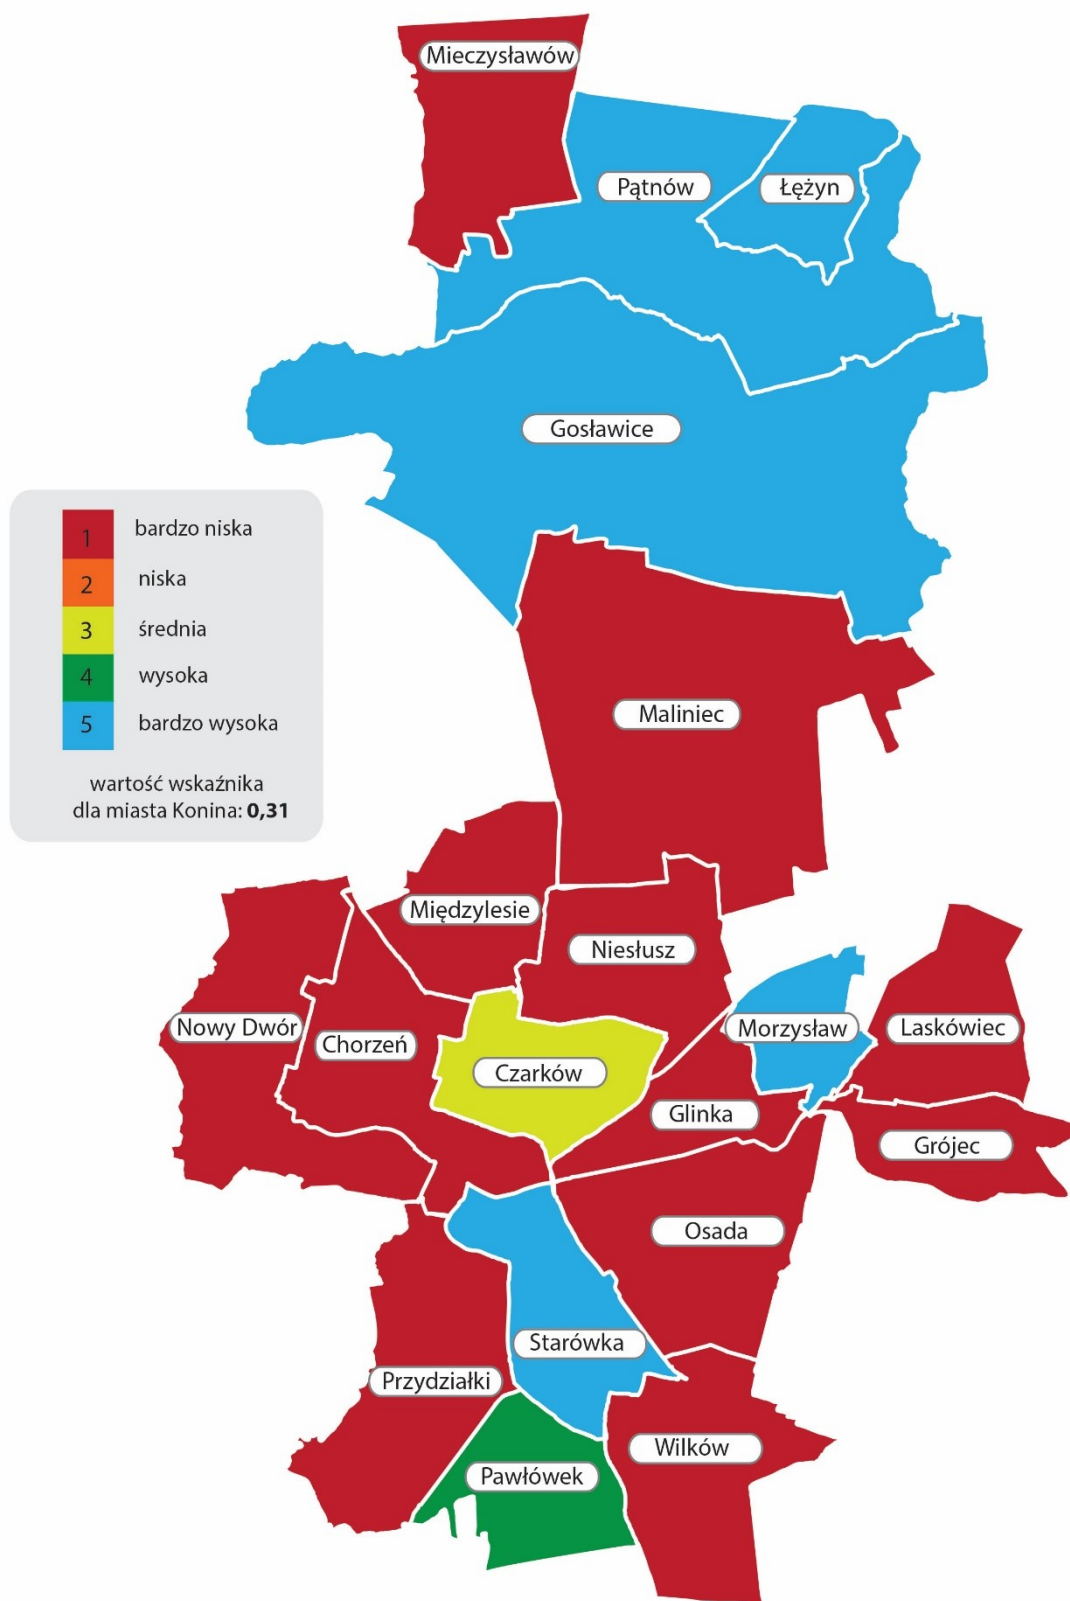 Mieczysławów
Pątnów
Łężyn
Gosławice
1 bardzo niska
2 niska
3 średnia
4 wysoka
5 bardzo wysoka
wartość wskaźnika
dla miasta Konina: 0,31
Maliniec
Międzylesie
Niesłusz
Nowy Dwór
Chorzeń
Morzysław
Laskówiec
Czarków
Glinka
Grójec
Osada
Starówka
Przydziałki
Wilków
Pawłówek